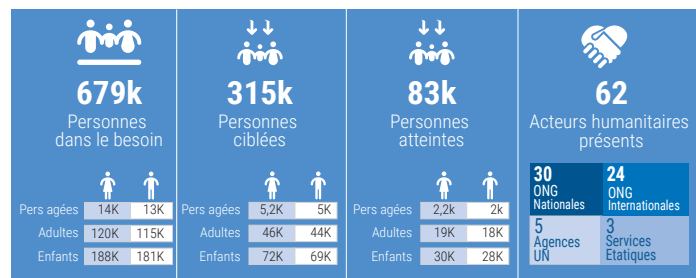 679k
Personnes
dans le besoin
Pers agées 14K 13K
Adultes 120K 115K
Enfants 188K 181K
315k
Personnes
ciblées
Pers agées 5,2K 5K
Adultes 46K 44K
Enfants 72K 69K
83k
Personnes
atteintes
Pers agées 2,2k 2k
Adultes 19K 18K
Enfants 30K 28K
62
Acteurs humanitaires
présents
30
ONG
Nationales
24
ONG
Internationales
5
Agences
UN
3
Services
Etatiques